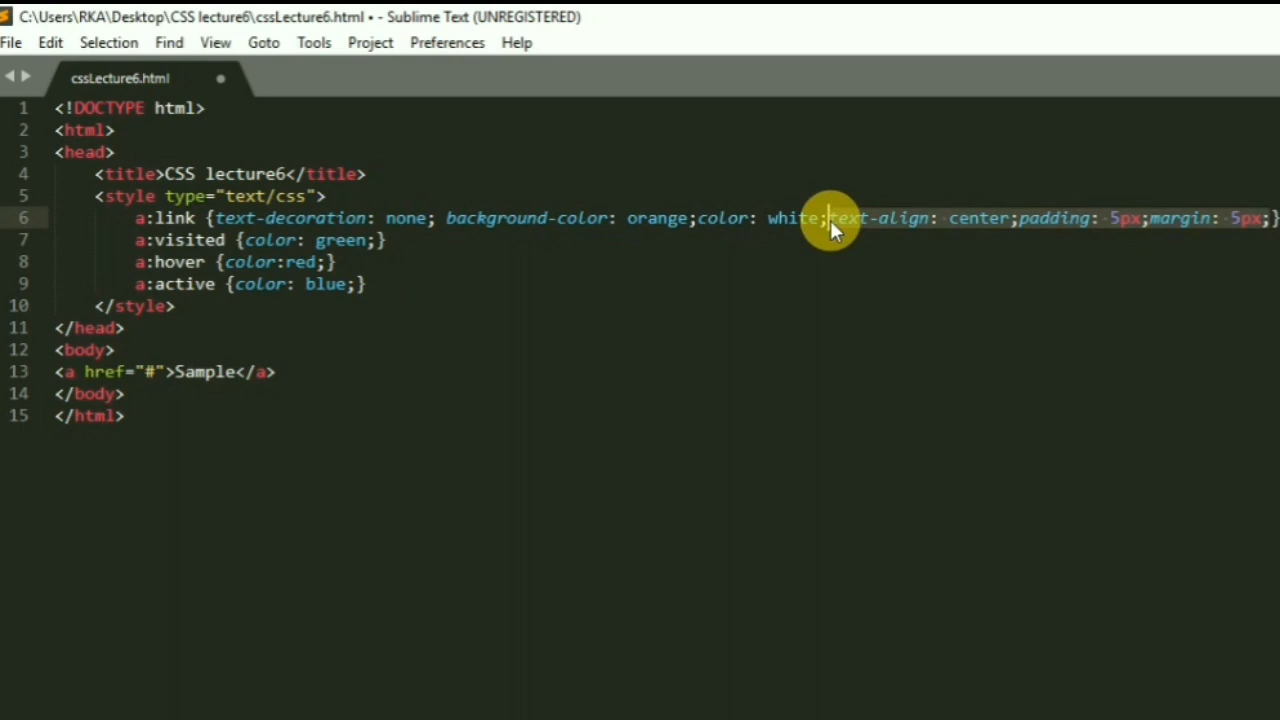 C:\Users\RKA\Desktop\CSS lecture6\cssLecture6.html • - Sublime Text (UNREGISTERED)
File Edit Selection Find View Goto Tools Project Preferences Help
cssLecture6.html
1 <!DOCTYPE html>
2 <html>
3 <head>
4 <title>CSS lecture6</title>
5 <style type="text/css">
6 a:link {text-decoration: none; background-color: orange;color: white;text-align: center;padding: 5px;margin: 5px;}
7 a:visited {color: green;}
8 a:hover {color:red;}
9 a:active {color: blue;}
10 </style>
11 </head>
12 <body>
13 <a href="#">Sample</a>
14 </body>
15 </html>